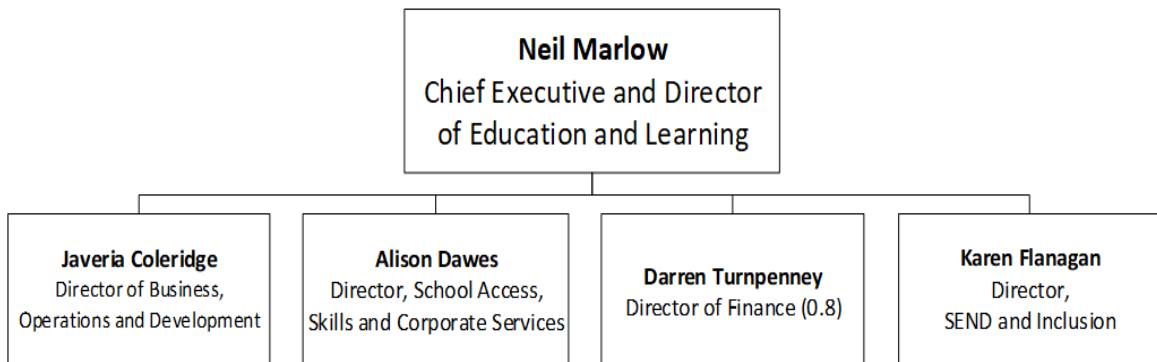 Neil Marlow
Chief Executive and Director
of Education and Learning
Javeria Coleridge
Director of Business,
Operations and Development
Alison Dawes
Director, School Access,
Skills and Corporate Services
Darren Turnpenney
Director of Finance (0.8)
Karen Flanagan
Director,
SEND and Inclusion